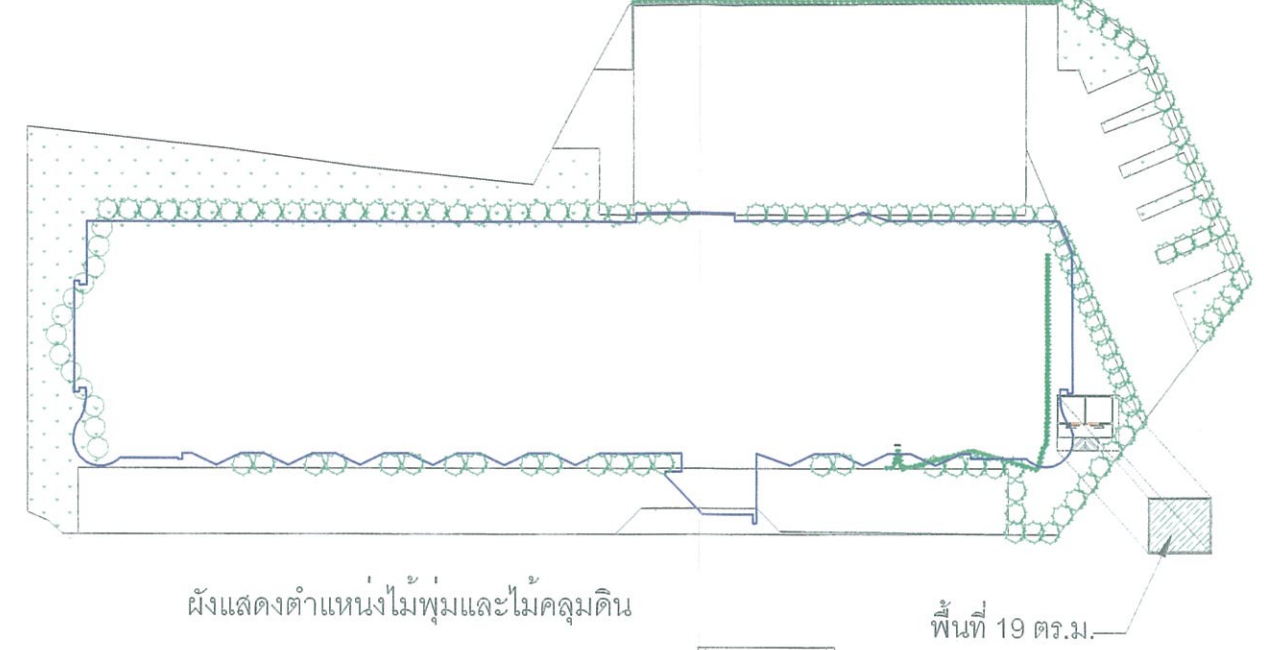 ผังแสดงตำแหน่งไม้พุ่มและไม้คลุมดิน
พื้นที่ 19 ตร.ม.